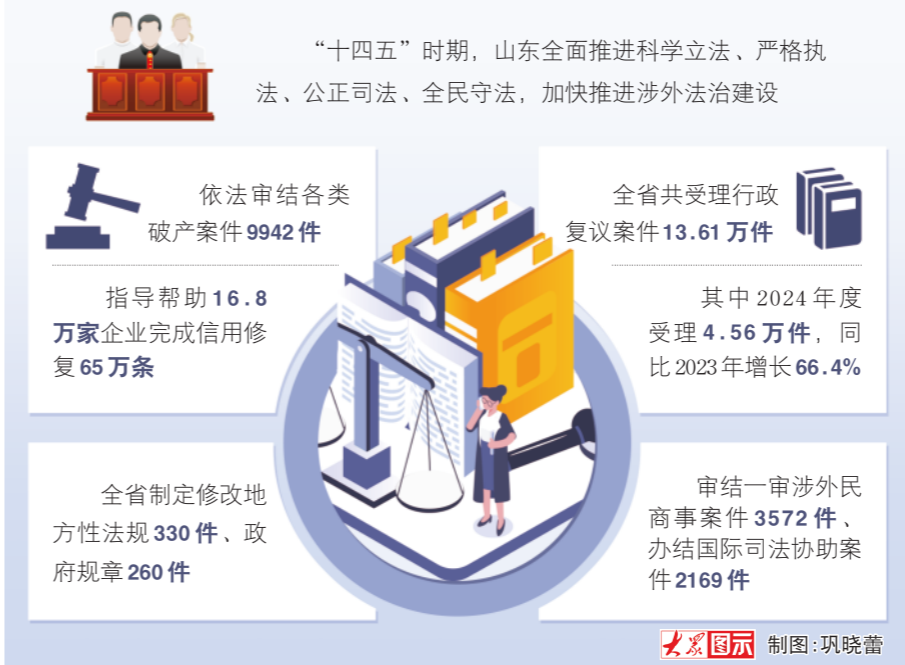 “十四五”时期，山东全面推进科学立法、严格执
法、公正司法、全民守法，加快推进涉外法治建设
依法审结各类
破产案件9942件
指导帮助16.8
万家企业完成信用修
复65万条
全省共受理行政
复议案件13.61万件
其中2024年度
受理4.56万件，同
比2023年增长66.4%
全省制定修改地
方性法规330件、政
府规章260件
审结一审涉外民
商事案件3572件、
办结国际司法协助案
件2169件
大众图示 制图:巩晓蕾